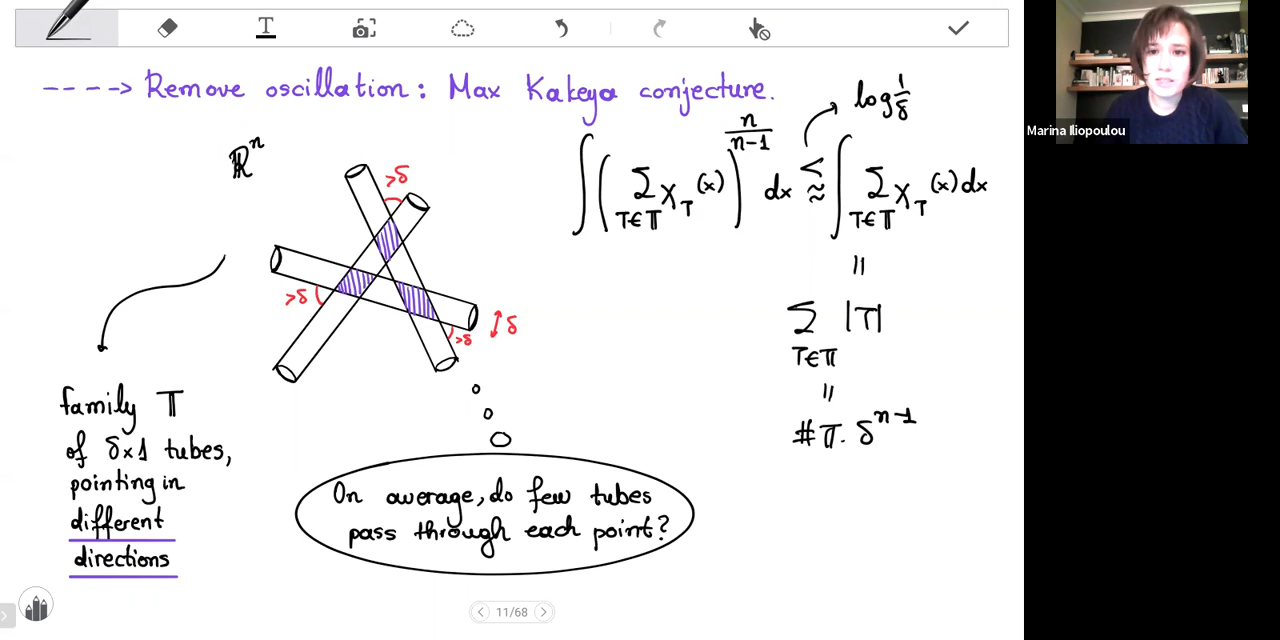 T
----> Remove oscillation: Max Kakeya conjecture.
log 1/δ
ℝⁿ
∫ ( Σ_{T∈𝕋} χ_T (x) )^{n/(n-1)} dx ⪅ ∫ Σ_{T∈𝕋} χ_T (x) dx
>δ
>δ
>δ
δ
=
Σ_{T∈𝕋} |T|
=
#𝕋. δ^{n-1}
family 𝕋
of δ×1 tubes,
pointing in
different
directions
On average, do few tubes
pass through each point?
11/68
Marina Iliopoulou